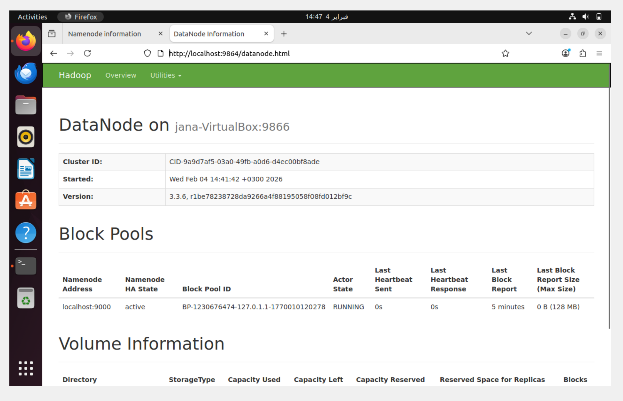 Activities
Firefox
14:47 4 فبراير
Namenode information
DataNode Information
http://localhost:9864/datanode.html
Hadoop
Overview
Utilities
DataNode on jana-VirtualBox:9866
Cluster ID: CID-9a9d7af5-03a0-49fb-a0d6-d4ec00bf8ade
Started: Wed Feb 04 14:41:42 +0300 2026
Version: 3.3.6, r1be78238728da9266a4f88195058f08fd012bf9c
Block Pools
Namenode Address Namenode HA State Block Pool ID Actor State Last Heartbeat Sent Last Heartbeat Response Last Block Report Last Block Report Size (Max Size)
localhost:9000 active BP-1230676474-127.0.1.1-1770010120278 RUNNING 0s 0s 5 minutes 0 B (128 MB)
Volume Information
Directory StorageType Capacity Used Capacity Left Capacity Reserved Reserved Space for Replicas Blocks